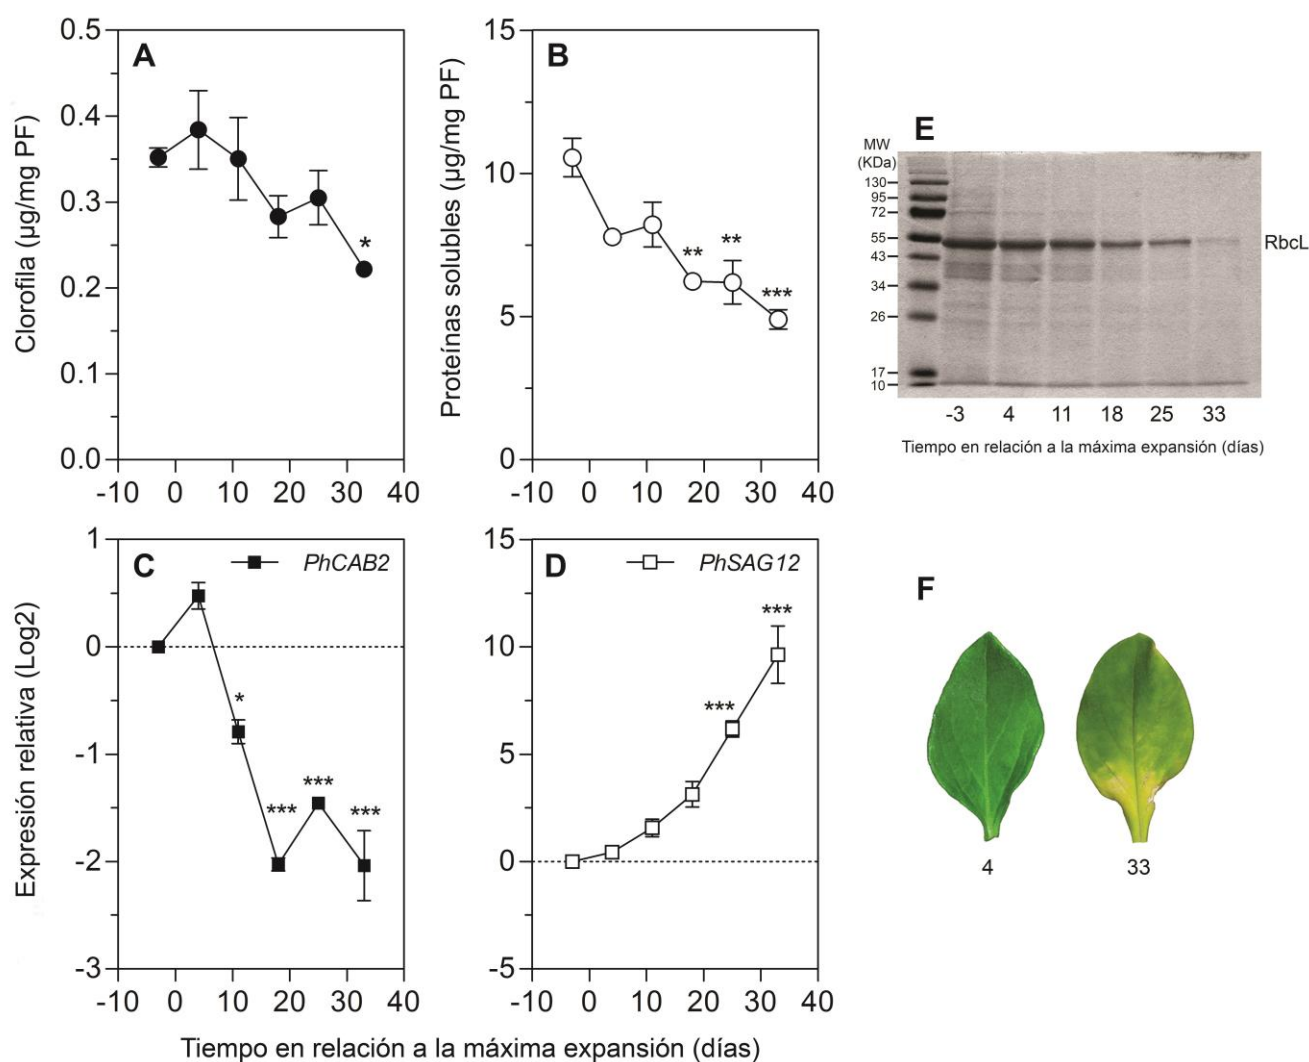 A
Clorofila (µg/mg PF)
0.5
0.4
0.3
0.2
0.1
0.0
*
-10 0 10 20 30 40
B
Proteínas solubles (µg/mg PF)
15
10
5
0
** ** ***
-10 0 10 20 30 40
E
MW
(KDa)
130
95
72
55
43
34
26
17
10
RbcL
-3 4 11 18 25 33
Tiempo en relación a la máxima expansión (días)
C
PhCAB2
Expresión relativa (Log2)
1
0
-1
-2
-3
* *** *** ***
-10 0 10 20 30 40
D
PhSAG12
15
10
5
0
-5
*** ***
-10 0 10 20 30 40
Tiempo en relación a la máxima expansión (días)
F
4 33